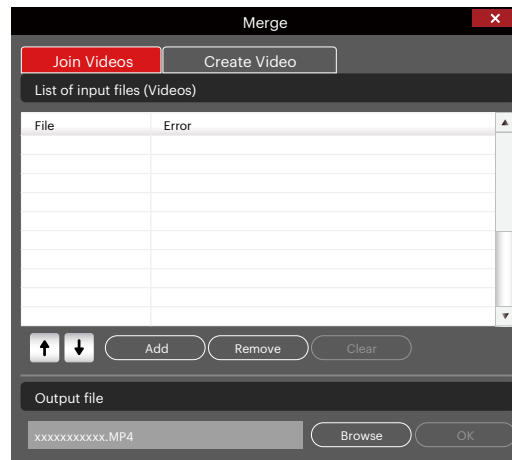 Merge
Join Videos
Create Video
List of input files (Videos)
File Error
Add Remove Clear
Output file
xxxxxxxxxxx.MP4 Browse OK